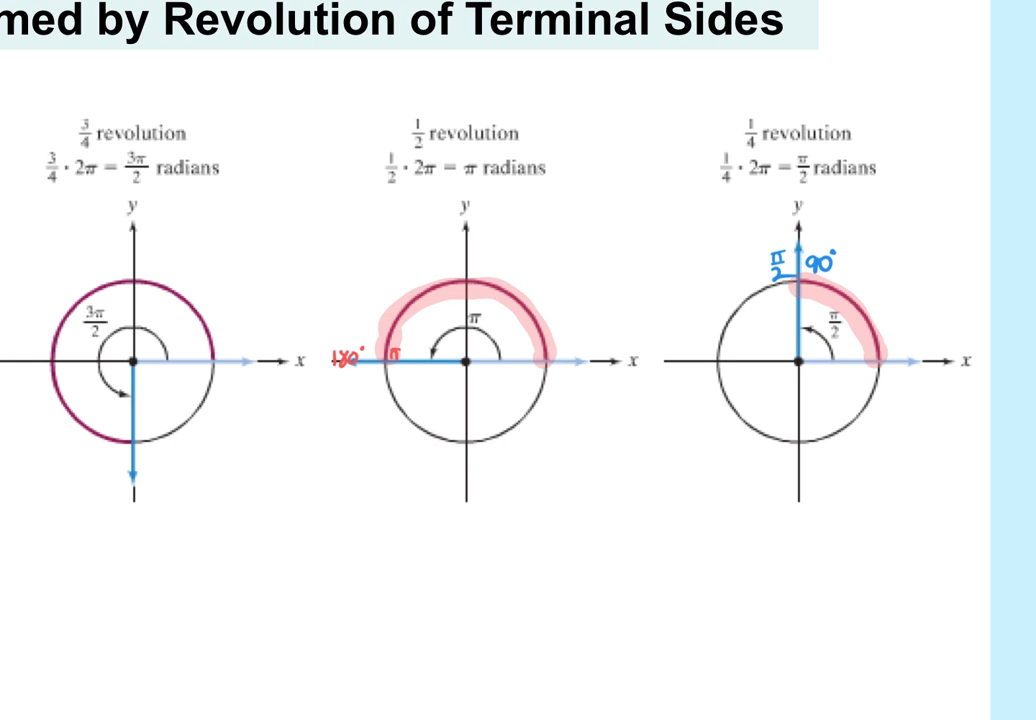 med by Revolution of Terminal Sides
3/4 revolution
3/4 · 2π = 3π/2 radians
y
3π/2
x
1/2 revolution
1/2 · 2π = π radians
y
π
180° π
x
1/4 revolution
1/4 · 2π = π/2 radians
y
π/2 90°
π/2
x